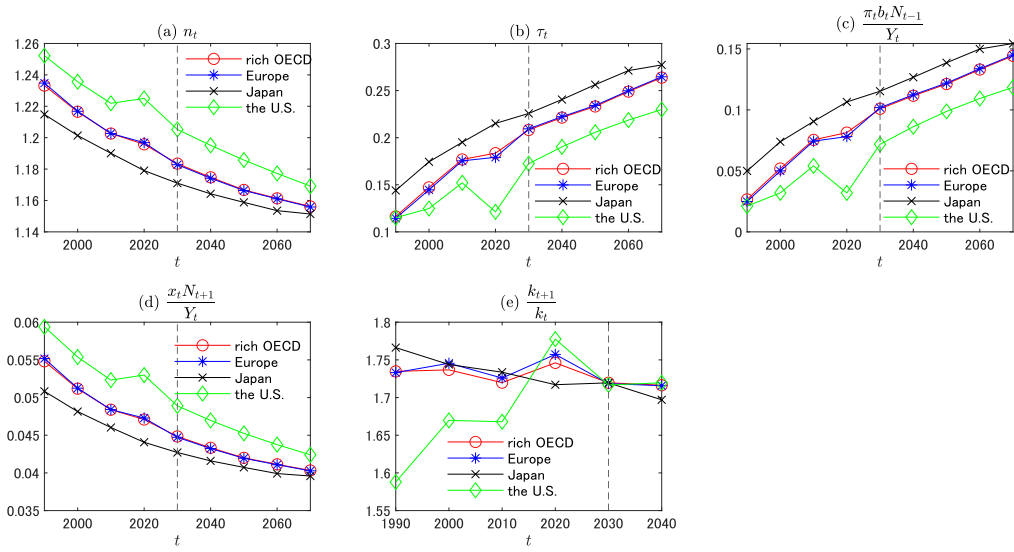 (a) n_t
1.26
1.24
1.22
1.2
1.18
1.16
1.14
2000 2020 2040 2060
t
rich OECD
Europe
Japan
the U.S.
(b) τ_t
0.3
0.25
0.2
0.15
0.1
2000 2020 2040 2060
t
rich OECD
Europe
Japan
the U.S.
(c) π_t b_t N_{t−1}
Y_t
0.15
0.1
0.05
0
2000 2020 2040 2060
t
rich OECD
Europe
Japan
the U.S.
(d) x_t N_{t+1}
Y_t
0.06
0.055
0.05
0.045
0.04
0.035
2000 2020 2040 2060
t
rich OECD
Europe
Japan
the U.S.
(e) k_{t+1}
k_t
1.8
1.75
1.7
1.65
1.6
1.55
1990 2000 2010 2020 2030 2040
t
rich OECD
Europe
Japan
the U.S.